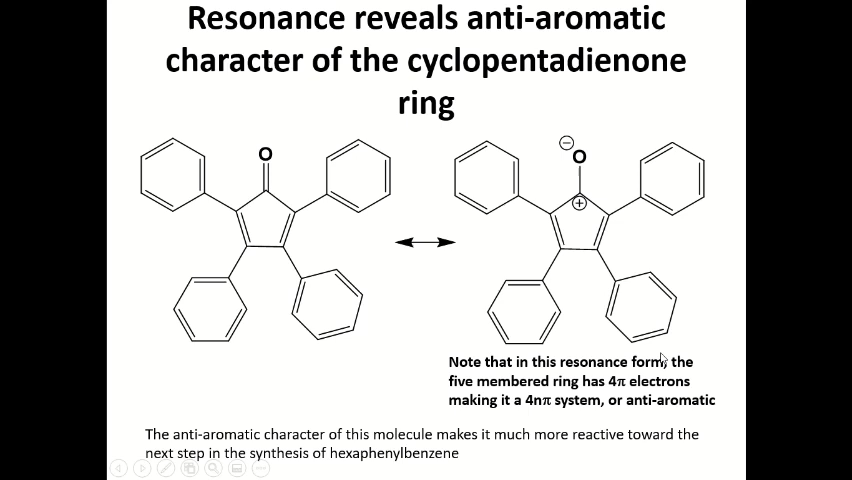 Resonance reveals anti-aromatic
character of the cyclopentadienone
ring
O
O
Note that in this resonance form, the
five membered ring has 4π electrons
making it a 4nπ system, or anti-aromatic
The anti-aromatic character of this molecule makes it much more reactive toward the
next step in the synthesis of hexaphenylbenzene